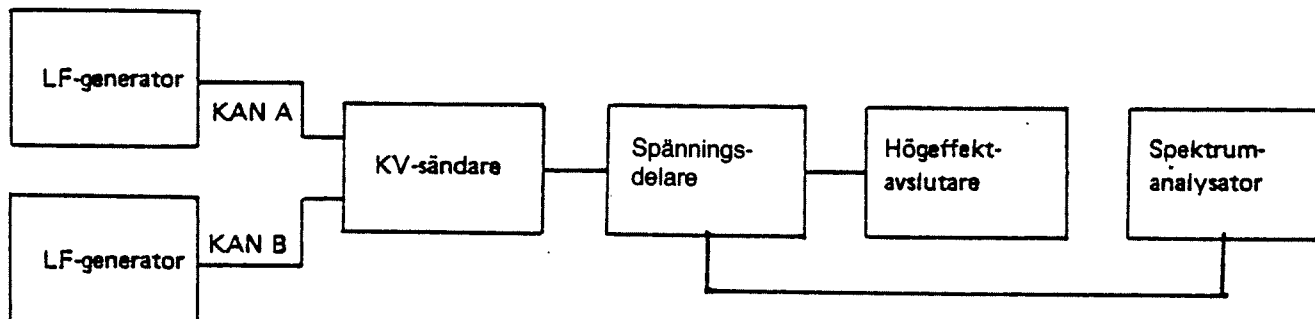 LF-generator
KAN A
KV-sändare
Spännings-
delare
Högeffekt-
avslutare
Spektrum-
analysator
LF-generator
KAN B